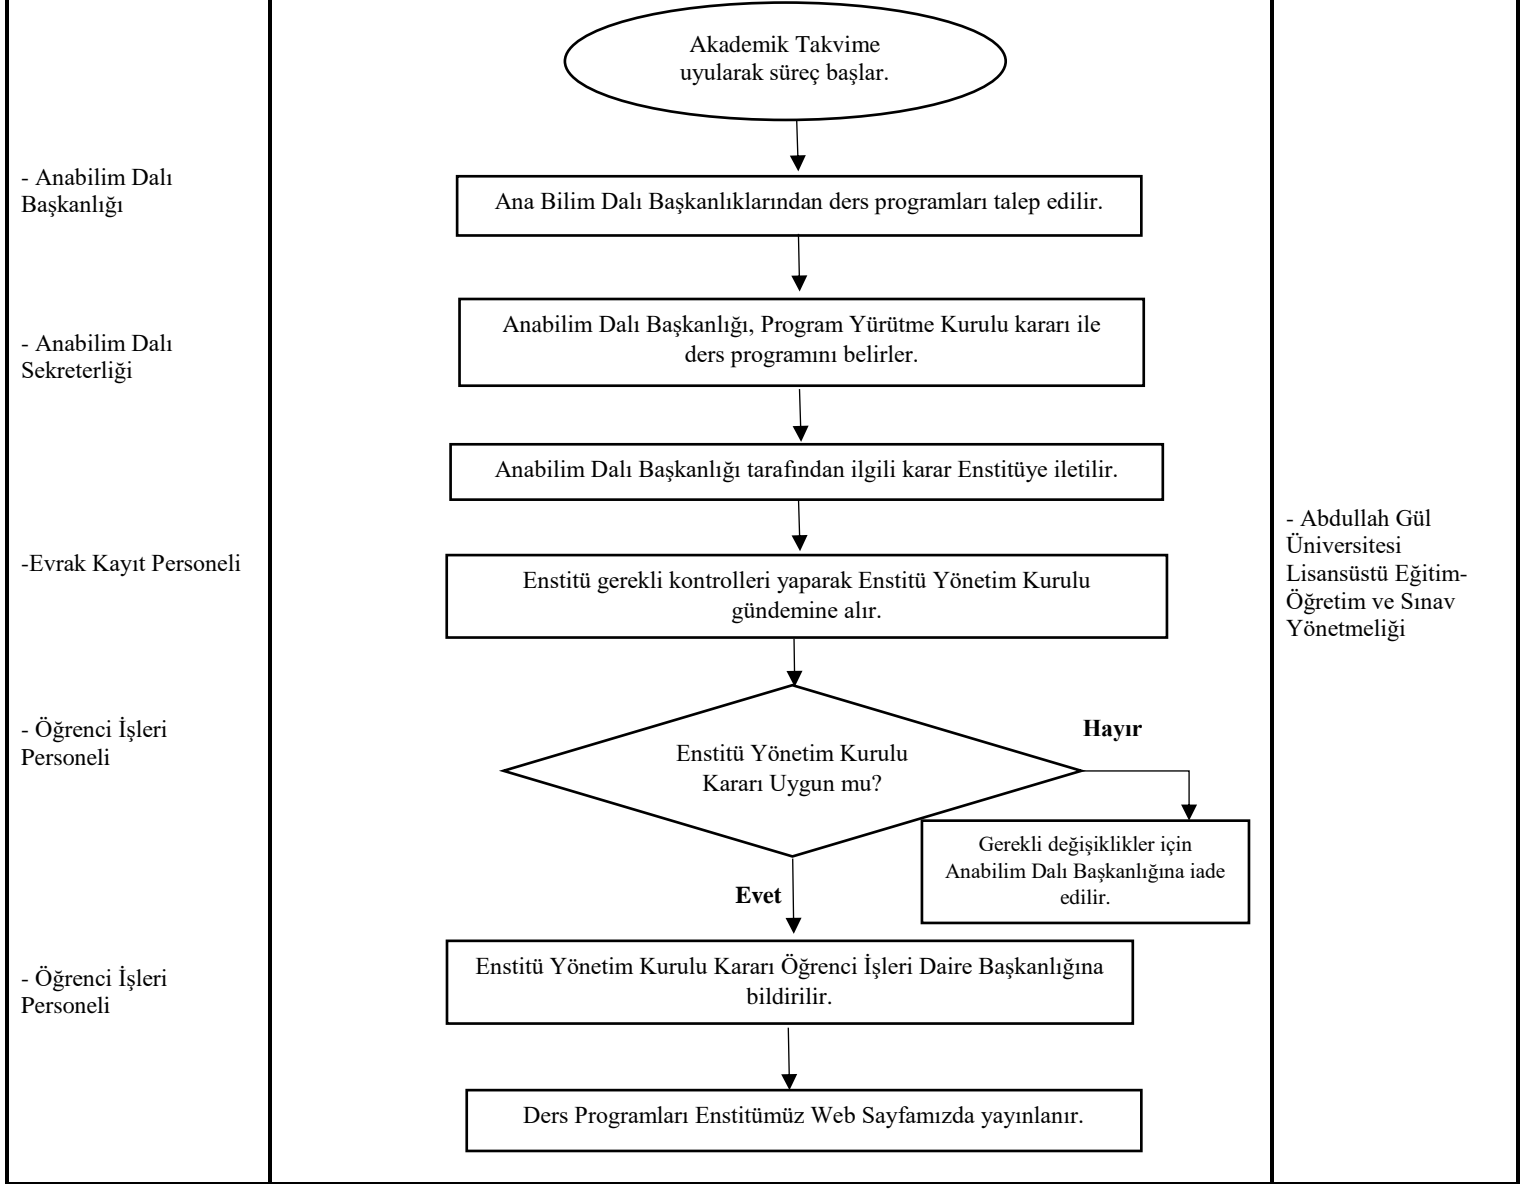 Akademik Takvime
uyularak süreç başlar.
- Anabilim Dalı
Başkanlığı
Ana Bilim Dalı Başkanlıklarından ders programları talep edilir.
- Anabilim Dalı
Sekreterliği
Anabilim Dalı Başkanlığı, Program Yürütme Kurulu kararı ile
ders programını belirler.
Anabilim Dalı Başkanlığı tarafından ilgili karar Enstitüye iletilir.
-Evrak Kayıt Personeli
Enstitü gerekli kontrolleri yaparak Enstitü Yönetim Kurulu
gündemine alır.
- Abdullah Gül
Üniversitesi
Lisansüstü Eğitim-
Öğretim ve Sınav
Yönetmeliği
- Öğrenci İşleri
Personeli
Enstitü Yönetim Kurulu
Kararı Uygun mu?
Hayır
Gerekli değişiklikler için
Anabilim Dalı Başkanlığına iade
edilir.
Evet
- Öğrenci İşleri
Personeli
Enstitü Yönetim Kurulu Kararı Öğrenci İşleri Daire Başkanlığına
bildirilir.
Ders Programları Enstitümüz Web Sayfamızda yayınlanır.